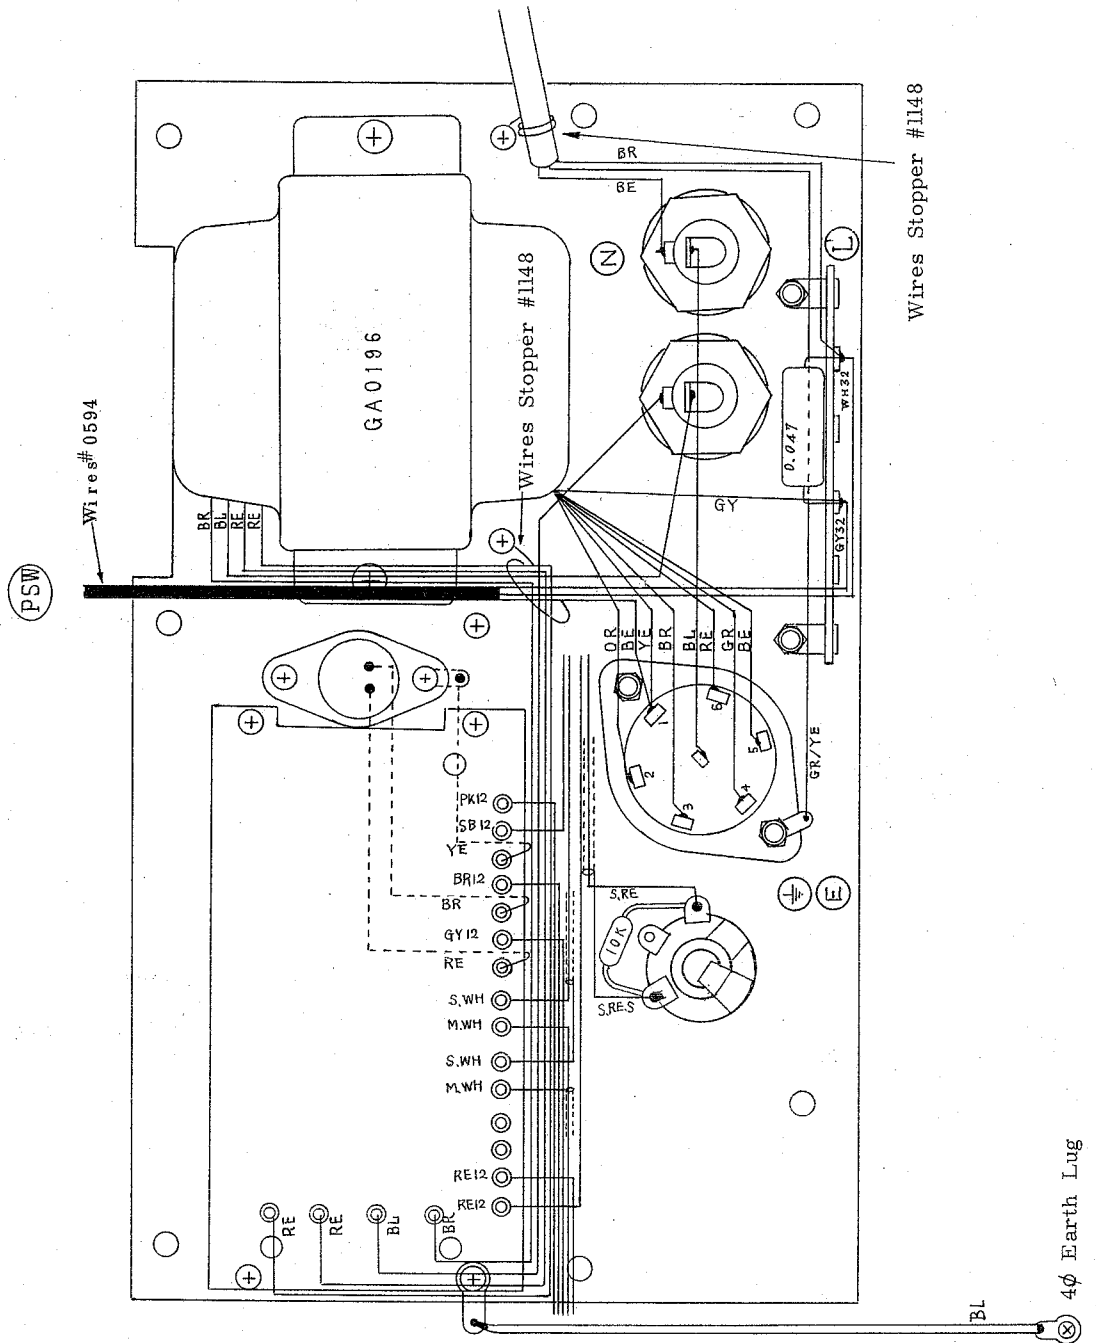 Wires Stopper #1148
BR
BE
N
L
Wires Stopper #1148
GA0196
Wires #0594
PSW
BR
BL
RE
RE
0.047
WH32
GY32
GY
OR
BE
YE
BR
BL
RE
GR
BE
1
2
3
4
5
6
GR/YE
E
PK12
SB12
YE
BR12
BR
GY12
RE
S.WH
M.WH
S.WH
M.WH
RE12
RE12
S.RE
10K
S.RE.S
RE
RE
BL
BR
BL
4φ Earth Lug